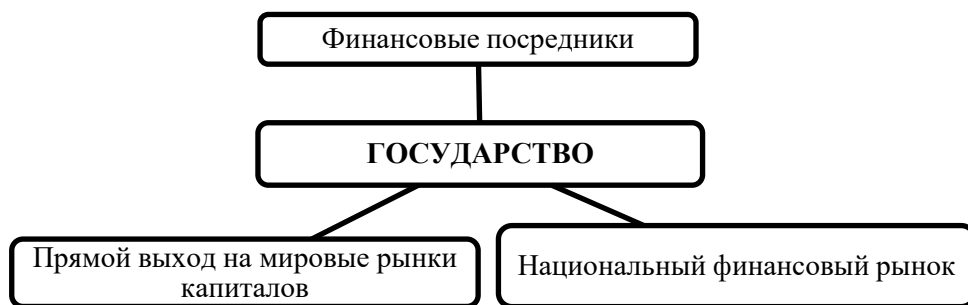 Финансовые посредники
ГОСУДАРСТВО
Прямой выход на мировые рынки
капиталов
Национальный финансовый рынок